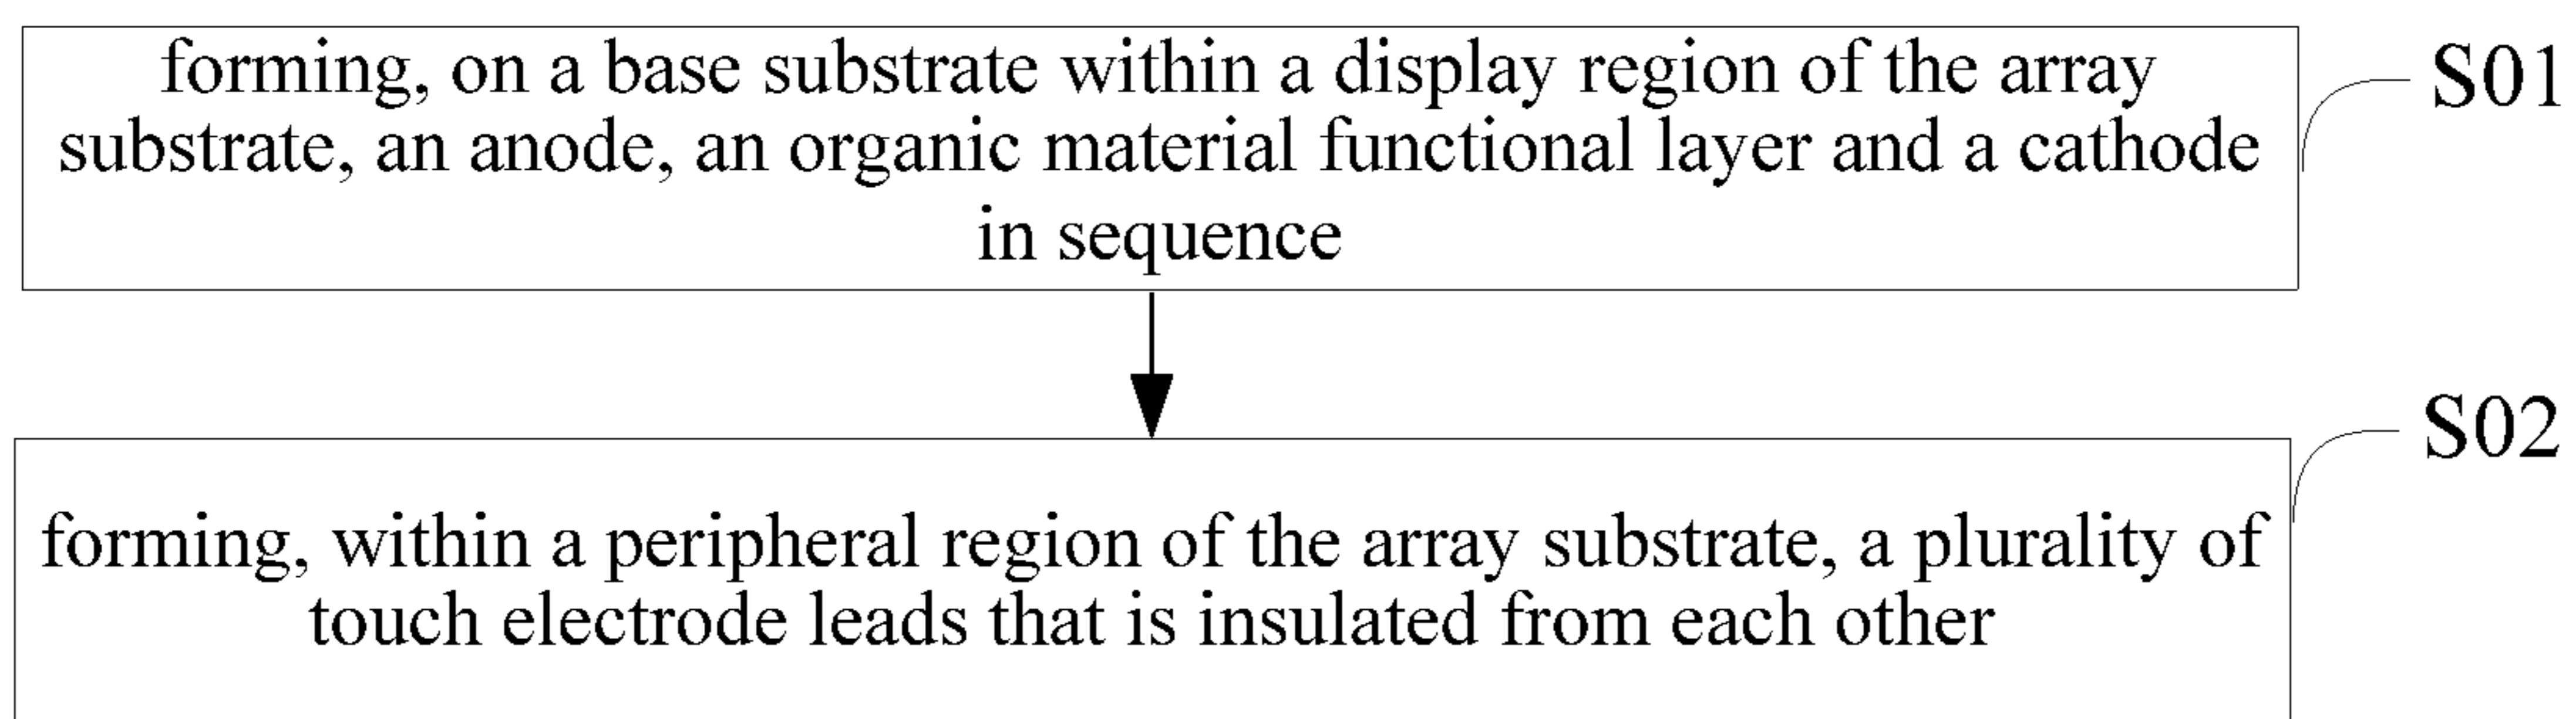 forming, on a base substrate within a display region of the array
S01
substrate, an anode, an organic material functional layer and a cathode
in sequence
S02
forming, within a peripheral region of the array substrate, a plurality of
touch electrode leads that is insulated from each other